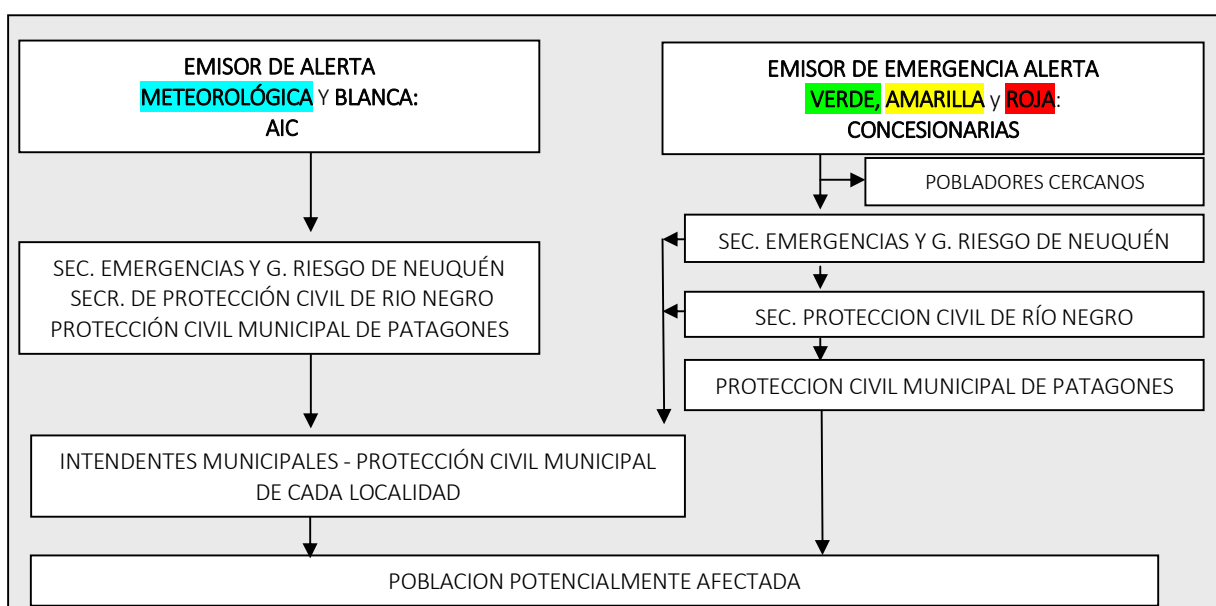 EMISOR DE ALERTA
METEOROLÓGICA Y BLANCA:
AIC
EMISOR DE EMERGENCIA ALERTA
VERDE, AMARILLA y ROJA:
CONCESIONARIAS
POBLADORES CERCANOS
SEC. EMERGENCIAS Y G. RIESGO DE NEUQUÉN
SECR. DE PROTECCIÓN CIVIL DE RIO NEGRO
PROTECCIÓN CIVIL MUNICIPAL DE PATAGONES
SEC. EMERGENCIAS Y G. RIESGO DE NEUQUÉN
SEC. PROTECCION CIVIL DE RÍO NEGRO
PROTECCION CIVIL MUNICIPAL DE PATAGONES
INTENDENTES MUNICIPALES - PROTECCIÓN CIVIL MUNICIPAL
DE CADA LOCALIDAD
POBLACION POTENCIALMENTE AFECTADA